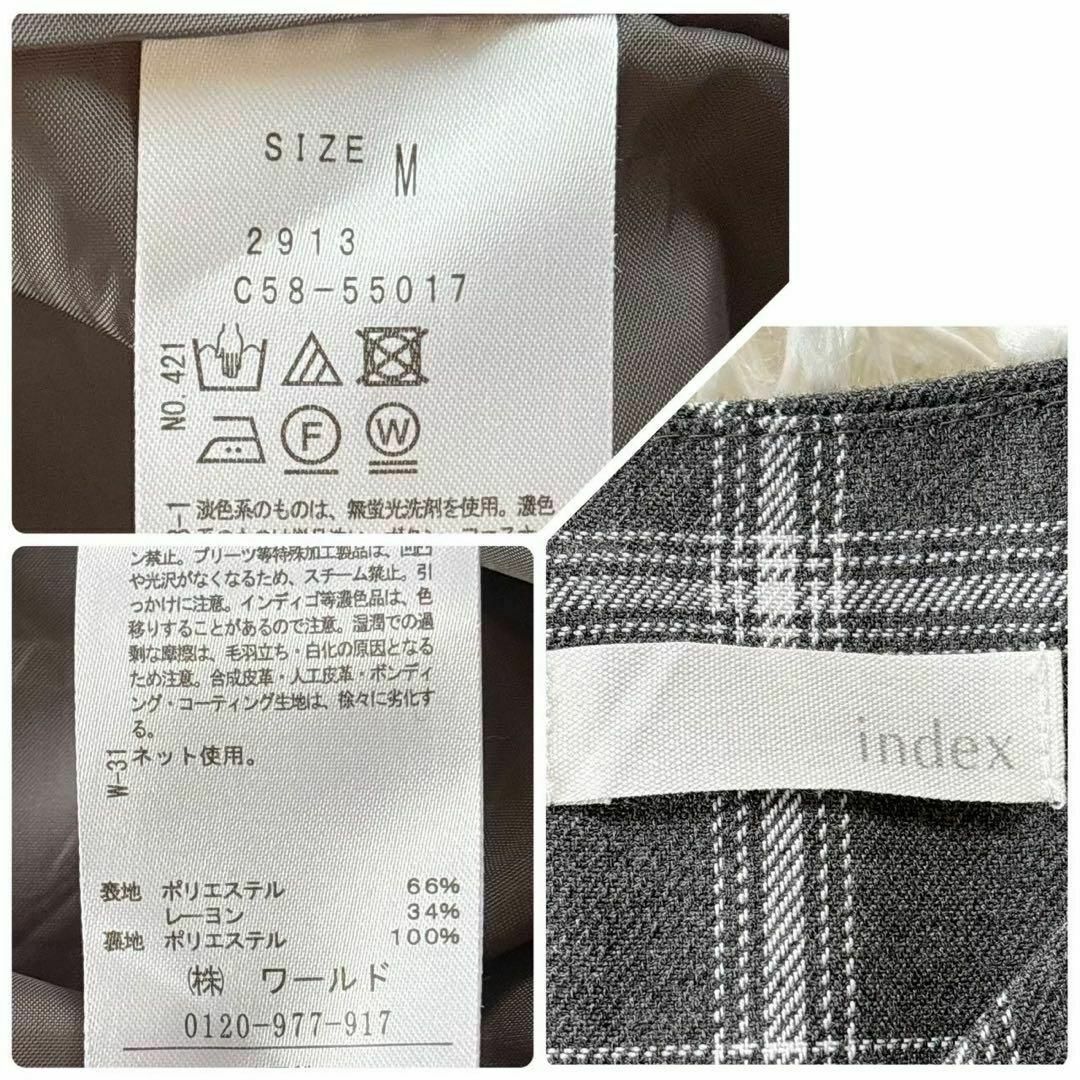 SIZE M
2913
C58-55017
NO.421
F W
-1 淡色系のものは、無蛍光洗剤を使用。濃色
ン禁止。プリーツ等特殊加工製品は、凹凸
や光沢がなくなるため、スチーム禁止。引
っかけに注意。インディゴ等濃色品は、色
移りすることがあるので注意。湿潤での過
剰な摩擦は、毛羽立ち・白化の原因となる
ため注意。合成皮革・人工皮革・ボンディ
ング・コーティング生地は、徐々に劣化す
る。
W-31 ネット使用。
表地 ポリエステル 66%
レーヨン 34%
裏地 ポリエステル 100%
(株) ワールド
0120-977-917
index